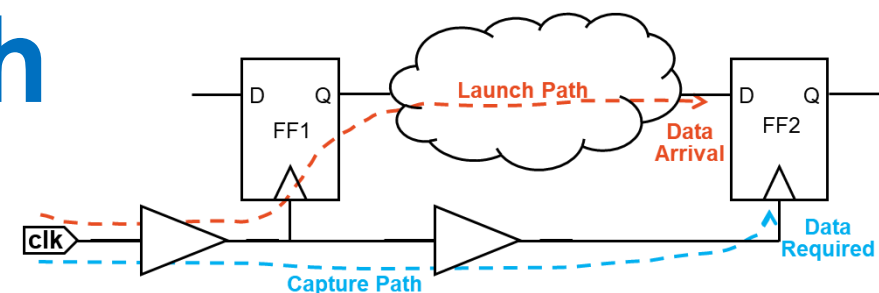 h
D
Q
FF1
Launch Path
Data
Arrival
D
Q
FF2
clk
Capture Path
Data
Required